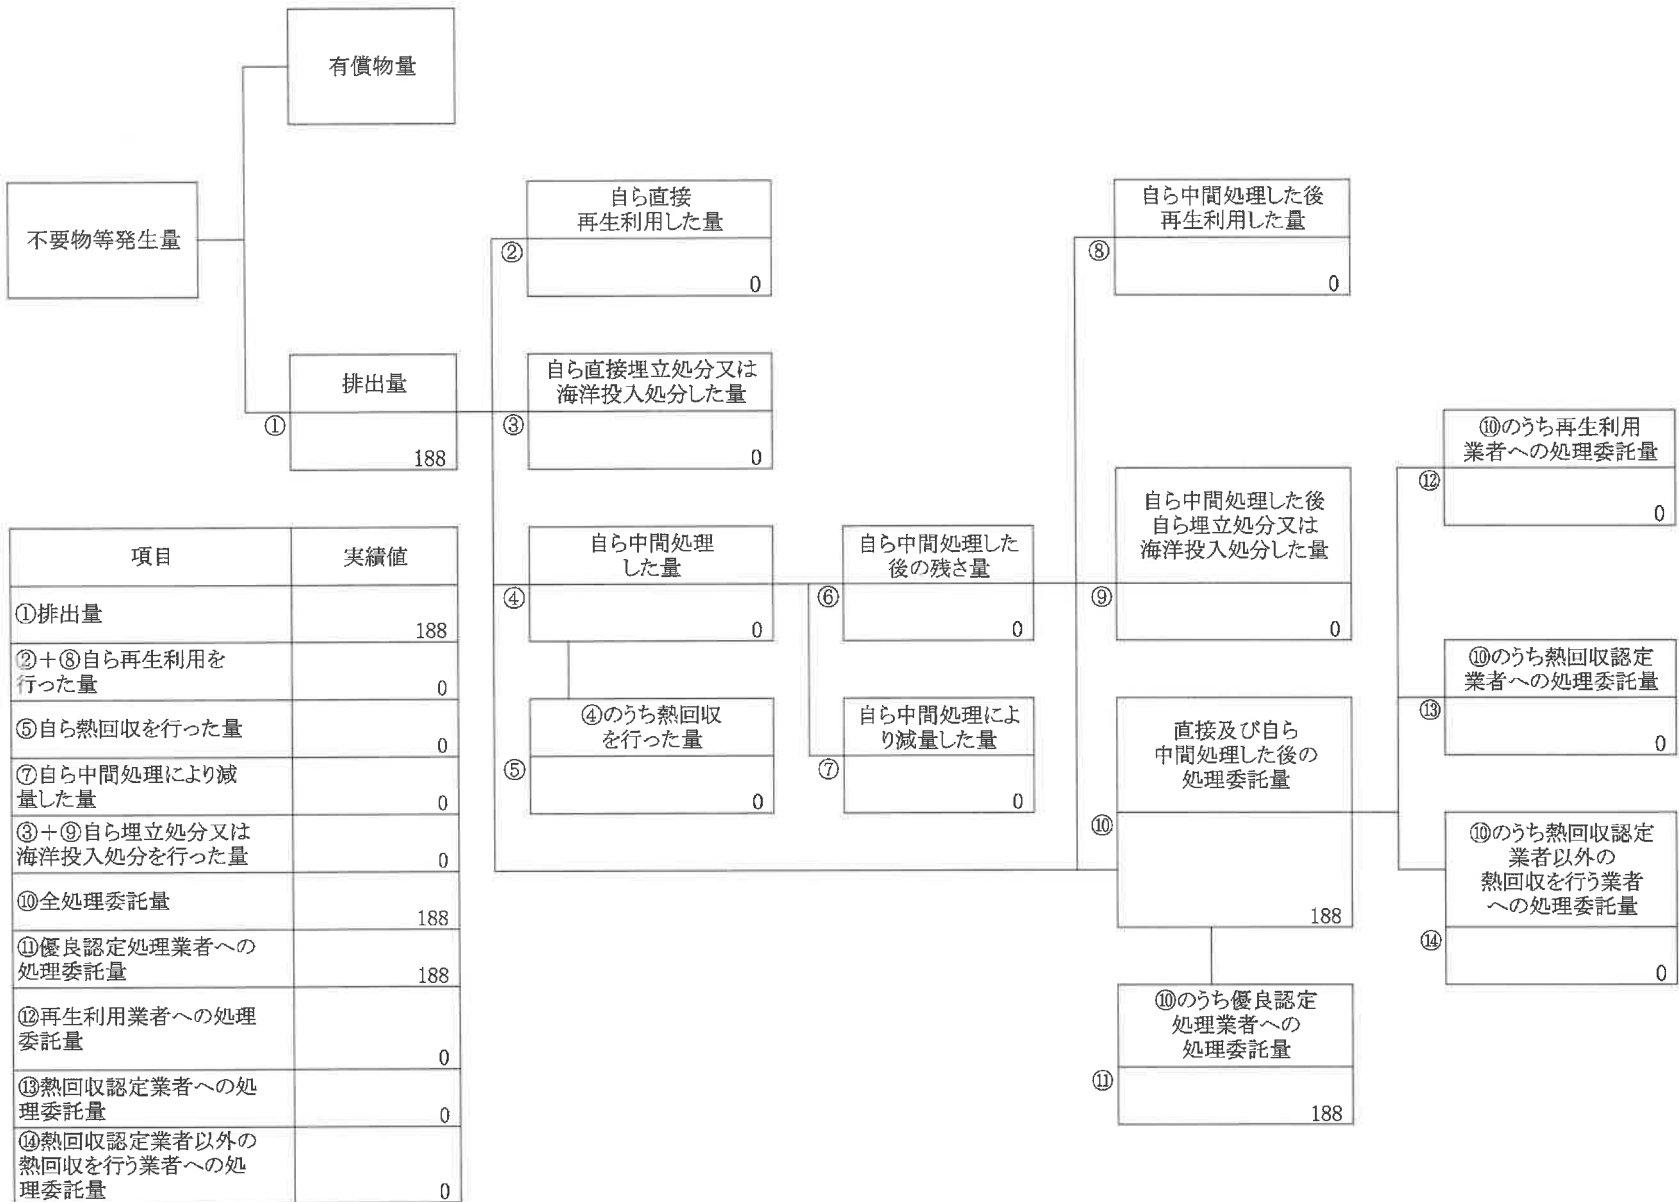 有償物量
不要物等発生量
排出量
①
188
自ら直接
再生利用した量
②
0
自ら直接埋立処分又は
海洋投入処分した量
③
0
自ら中間処理
した量
④
0
④のうち熱回収
を行った量
⑤
0
自ら中間処理した
後の残さ量
⑥
0
自ら中間処理によ
り減量した量
⑦
0
自ら中間処理した後
再生利用した量
⑧
0
自ら中間処理した後
自ら埋立処分又は
海洋投入処分した量
⑨
0
直接及び自ら
中間処理した後の
処理委託量
⑩
188
⑩のうち優良認定
処理業者への
処理委託量
⑪
188
⑩のうち再生利用
業者への処理委託量
⑫
0
⑩のうち熱回収認定
業者への処理委託量
⑬
0
⑩のうち熱回収認定
業者以外の
熱回収を行う業者
への処理委託量
⑭
0
項目 実績値
①排出量
188
②+⑧自ら再生利用を
行った量 0
⑤自ら熱回収を行った量
0
⑦自ら中間処理により減
量した量 0
③+⑨自ら埋立処分又は
海洋投入処分を行った量 0
⑩全処理委託量
188
⑪優良認定処理業者への
処理委託量 188
⑫再生利用業者への処理
委託量
0
⑬熱回収認定業者への処
理委託量 0
⑭熱回収認定業者以外の
熱回収を行う業者への処
理委託量 0